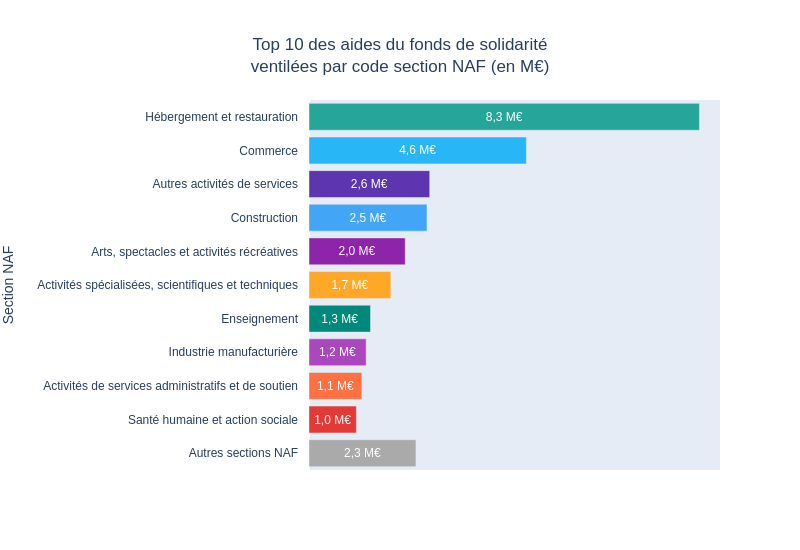 Top 10 des aides du fonds de solidarité
ventilées par code section NAF (en M€)
Section NAF
Hébergement et restauration 8,3 M€
Commerce 4,6 M€
Autres activités de services 2,6 M€
Construction 2,5 M€
Arts, spectacles et activités récréatives 2,0 M€
Activités spécialisées, scientifiques et techniques 1,7 M€
Enseignement 1,3 M€
Industrie manufacturière 1,2 M€
Activités de services administratifs et de soutien 1,1 M€
Santé humaine et action sociale 1,0 M€
Autres sections NAF 2,3 M€